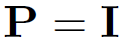 𝐏 = 𝐈